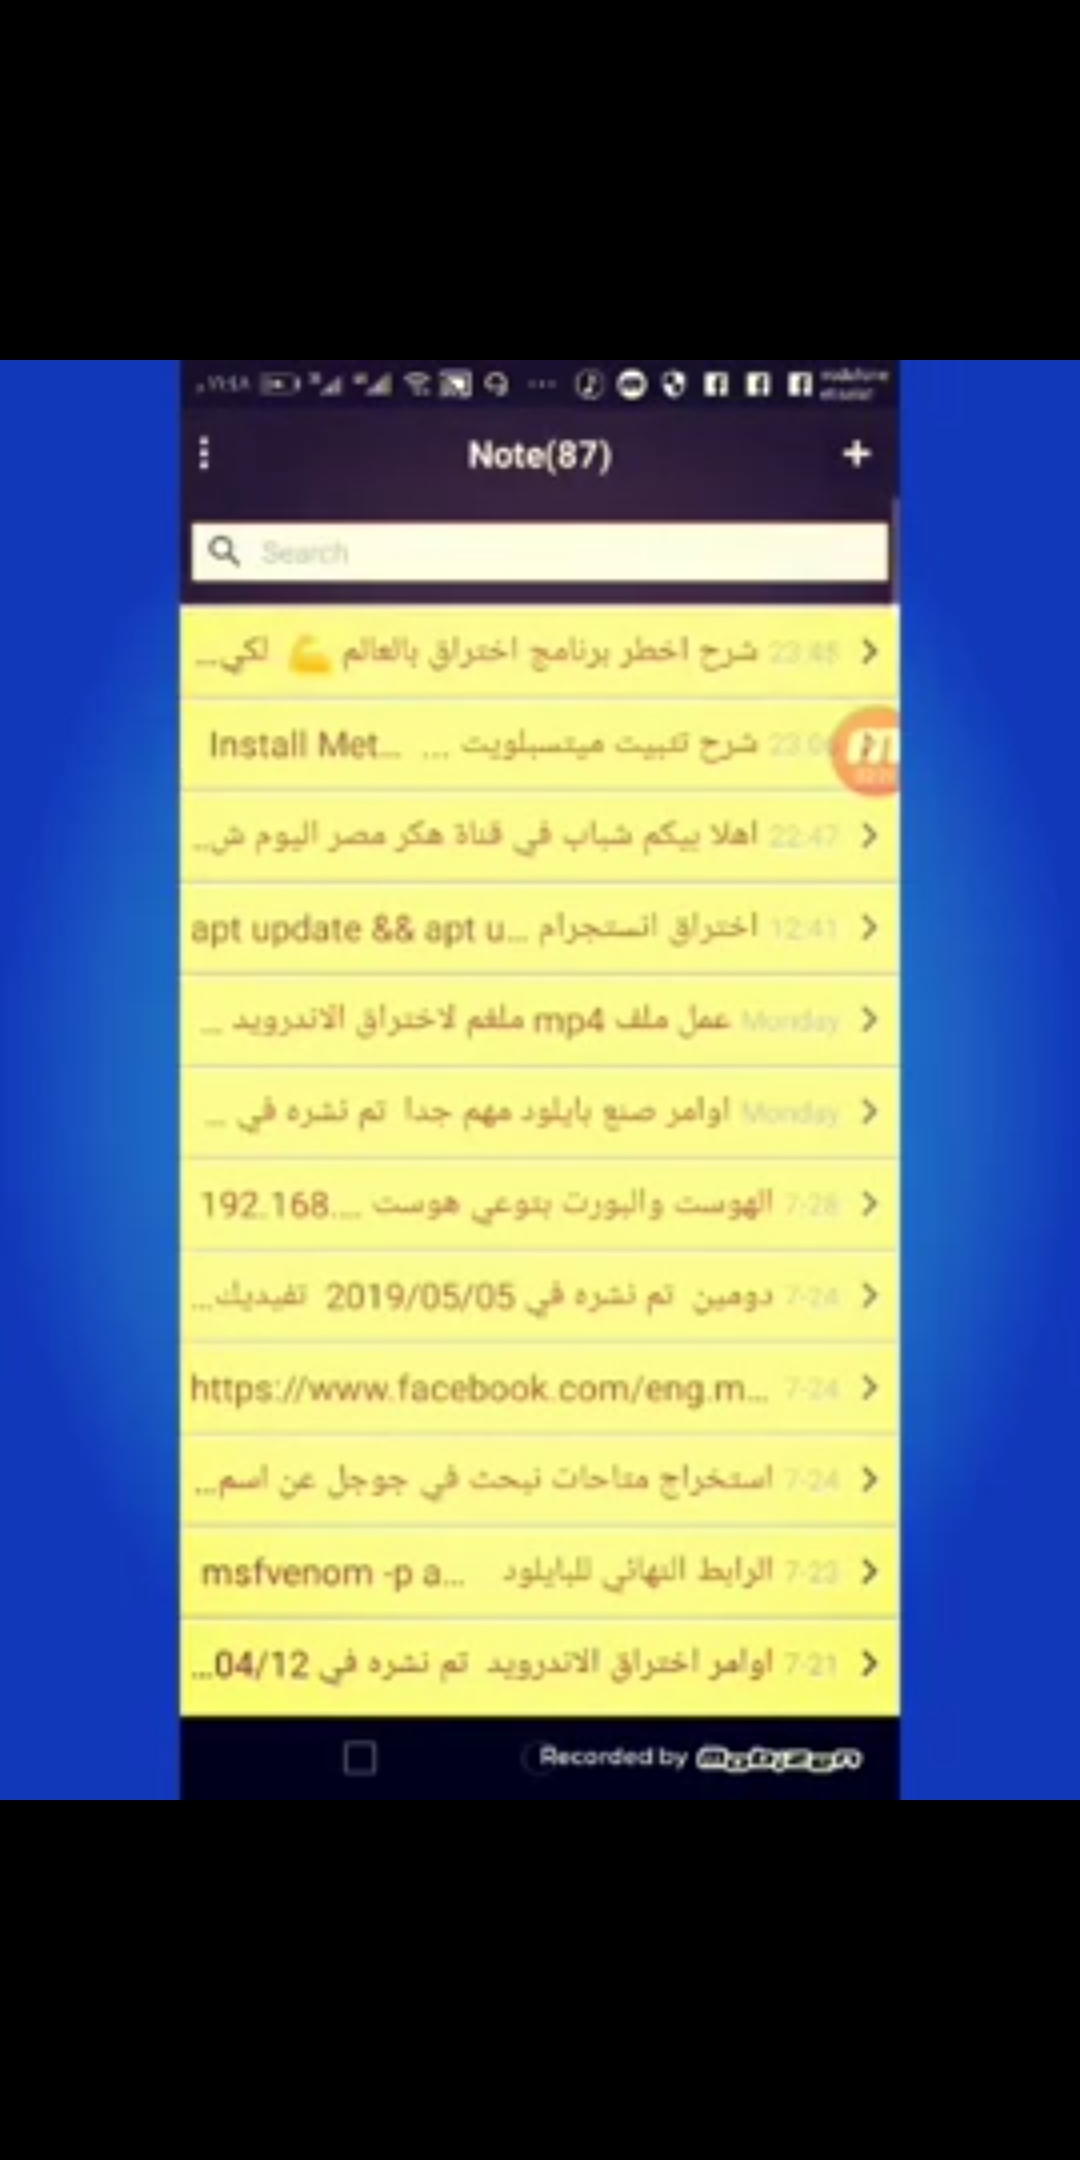 Note(87)
Search
شرح اخطر برنامج اختراق بالعالم 💪 لكي... 23:48
شرح تثبيت ميتسبلويت ... Install Met...
اهلا بيكم شباب في قناة هكر مصر اليوم ش... 22:47
اختراق انستجرام apt update && apt u... 12:41
عمل ملف mp4 ملغم لاختراق الاندرويد ... Monday
اوامر صنع بايلود مهم جدا تم نشره في ... Monday
الهوست والبورت بتوعي هوست 192.168.... 7-28
دومين تم نشره في 2019/05/05 تفيديك... 7-24
https://www.facebook.com/eng.m... 7-24
استخراج متاحات نبحث في جوجل عن اسم... 7-24
الرابط النهائي للبايلود msfvenom -p a... 7-23
اوامر اختراق الاندرويد تم نشره في 04/12... 7-21
Recorded by